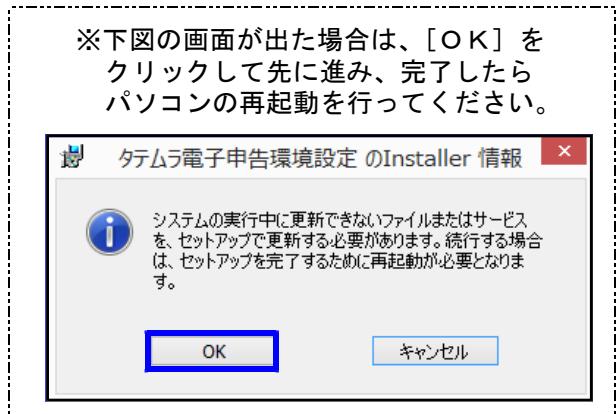 ※下図の画面が出た場合は、[OK]を
クリックして先に進み、完了したら
パソコンの再起動を行ってください。
タテムラ電子申告環境設定 のInstaller 情報
システムの実行中に更新できないファイルまたはサービス
を、セットアップで更新する必要があります。続行する場合
は、セットアップを完了するために再起動が必要となりま
す。
OK
キャンセル